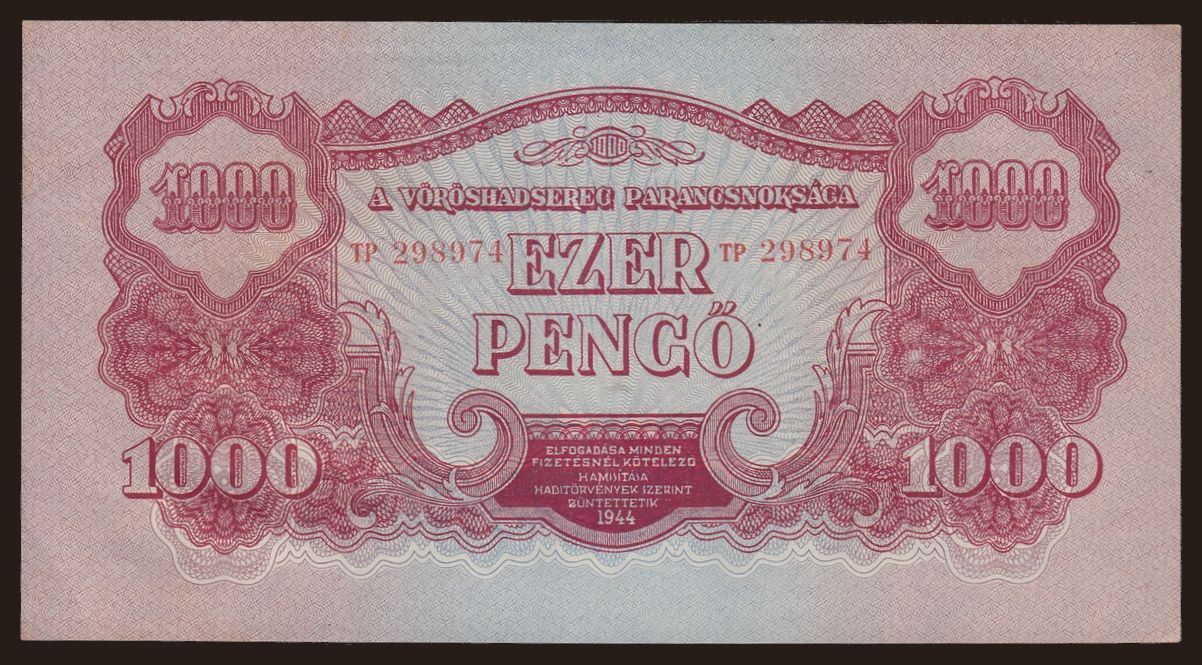 1000 1000
A VÖRÖSHADSEREG PARANCSNOKSÁGA
TP 298974 EZER TP 298974
PENGŐ
1000 1000
ELFOGADÁSA MINDEN
FIZETÉSNÉL KÖTELEZŐ
HAMISITÁSA
HADITÖRVÉNYEK SZERINT
BÜNTETTETIK
1944